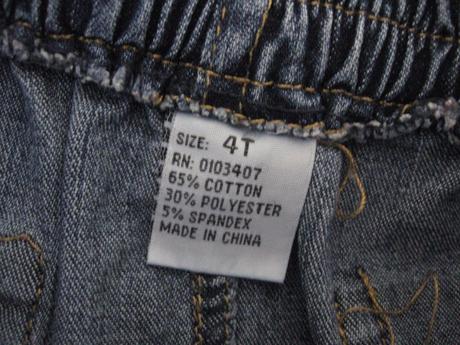 SIZE: 4T
RN: 0103407
65% COTTON
30% POLYESTER
5% SPANDEX
MADE IN CHINA